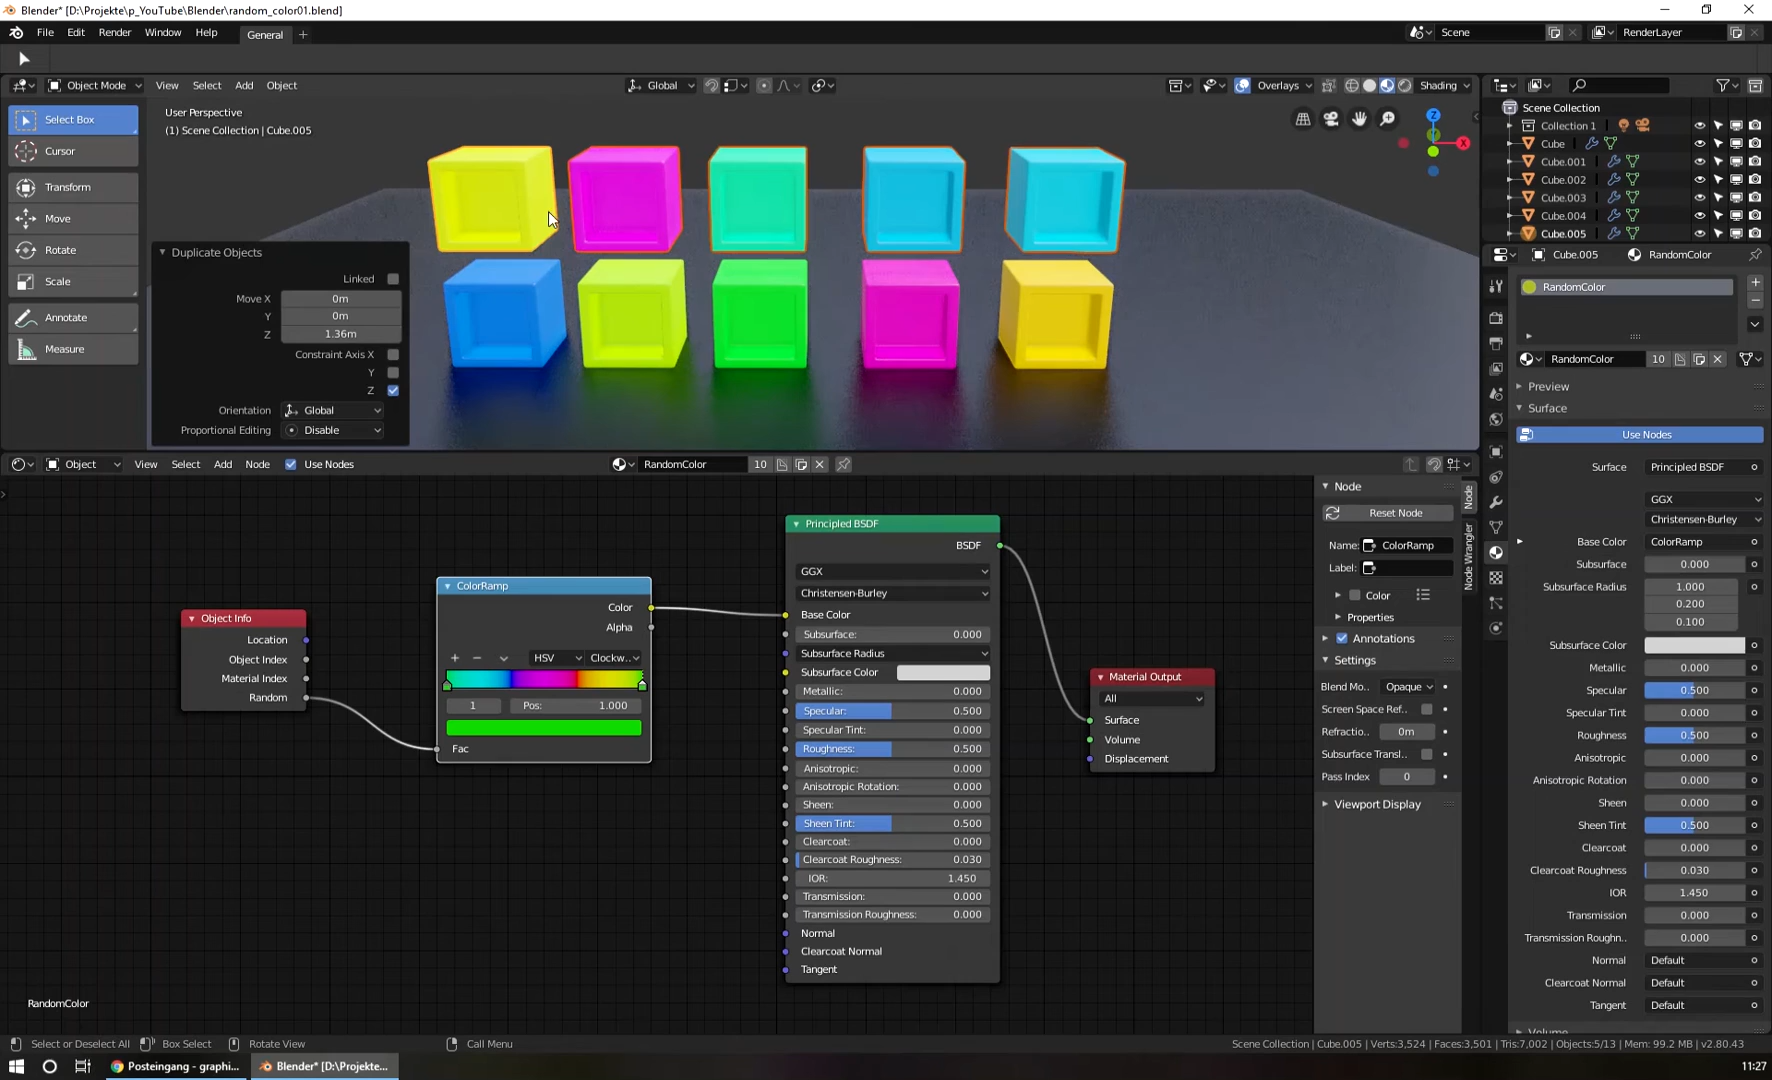 Blender* [D:\Projekte\p_YouTube\Blender\random_color01.blend]
File Edit Render Window Help General + Scene RenderLayer
Object Mode View Select Add Object Global Overlays Shading
Select Box
Cursor
Transform
Move
Rotate
Scale
Annotate
Measure
User Perspective
(1) Scene Collection | Cube.005
Z
X
Duplicate Objects
Linked
Move X 0m
Y 0m
Z 1.36m
Constraint Axis X
Y
Z
Orientation Global
Proportional Editing Disable
Scene Collection
Collection 1
Cube
Cube.001
Cube.002
Cube.003
Cube.004
Cube.005
Cube.005 RandomColor
RandomColor
RandomColor 10
Preview
Surface
Use Nodes
Surface Principled BSDF
GGX
Christensen-Burley
Base Color ColorRamp
Subsurface 0.000
Subsurface Radius 1.000
0.200
0.100
Subsurface Color
Metallic 0.000
Specular 0.500
Specular Tint 0.000
Roughness 0.500
Anisotropic 0.000
Anisotropic Rotation 0.000
Sheen 0.000
Sheen Tint 0.500
Clearcoat 0.000
Clearcoat Roughness 0.030
IOR 1.450
Transmission 0.000
Transmission Roughn.. 0.000
Normal Default
Clearcoat Normal Default
Tangent Default
Volume
Object View Select Add Node Use Nodes RandomColor 10
Object Info
Location
Object Index
Material Index
Random
ColorRamp
Color
Alpha
+ − HSV Clockw..
1 Pos: 1.000
Fac
Principled BSDF
BSDF
GGX
Christensen-Burley
Base Color
Subsurface: 0.000
Subsurface Radius
Subsurface Color
Metallic: 0.000
Specular: 0.500
Specular Tint: 0.000
Roughness: 0.500
Anisotropic: 0.000
Anisotropic Rotation: 0.000
Sheen: 0.000
Sheen Tint: 0.500
Clearcoat: 0.000
Clearcoat Roughness: 0.030
IOR: 1.450
Transmission: 0.000
Transmission Roughness: 0.000
Normal
Clearcoat Normal
Tangent
Material Output
All
Surface
Volume
Displacement
Node
Reset Node
Name: ColorRamp
Label:
Color
Properties
Annotations
Settings
Blend Mo.. Opaque
Screen Space Ref..
Refractio.. 0m
Subsurface Transl..
Pass Index 0
Viewport Display
Node
Node Wrangler
RandomColor
Select or Deselect All Box Select Rotate View Call Menu Scene Collection | Cube.005 | Verts:3,524 | Faces:3,501 | Tris:7,002 | Objects:5/13 | Mem: 99.2 MB | v2.80.43
Posteingang - graphi... Blender* [D:\Projekte... 11:27